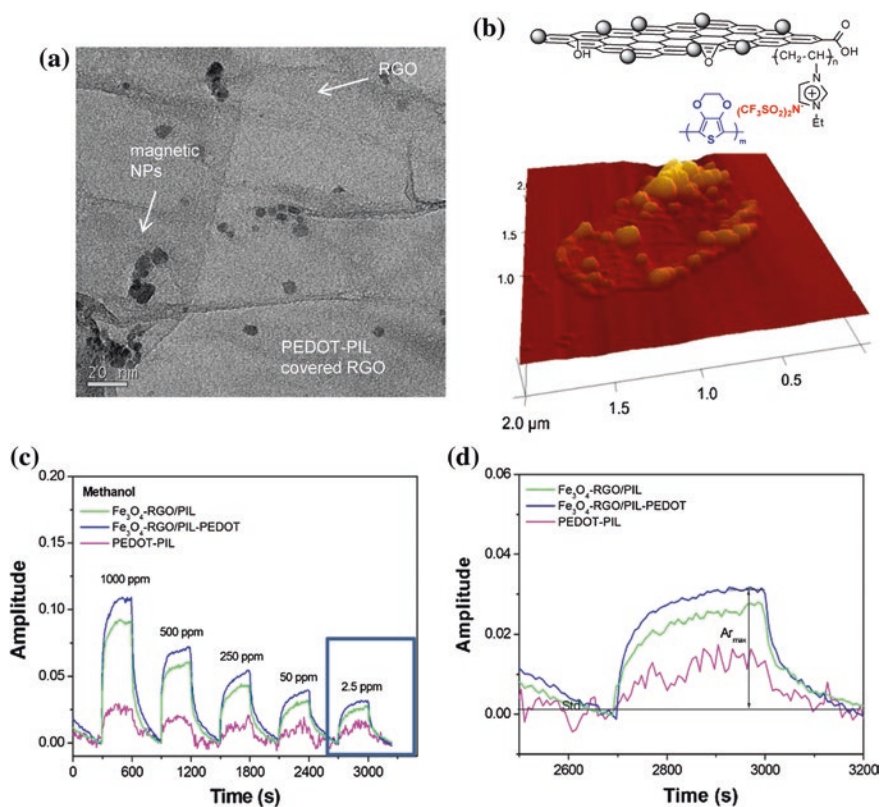 (a)
RGO
magnetic
NPs
PEDOT-PIL
covered RGO
20 nm
(b)
OH
O
O
OH
(CH₂-CH)n
N
N
Et
(CF₃SO₂)₂N⁻
O O
S
m
2.0
1.5
1.0
2.0 µm
1.5
1.0
0.5
(c)
Methanol
Fe₃O₄-RGO/PIL
Fe₃O₄-RGO/PIL-PEDOT
PEDOT-PIL
1000 ppm
500 ppm
250 ppm
50 ppm
2.5 ppm
Amplitude
0.20
0.15
0.10
0.05
0.00
0 600 1200 1800 2400 3000
Time (s)
(d)
Fe₃O₄-RGO/PIL
Fe₃O₄-RGO/PIL-PEDOT
PEDOT-PIL
Ar max
Std
Amplitude
0.06
0.04
0.02
0.00
2600 2800 3000 3200
Time (s)